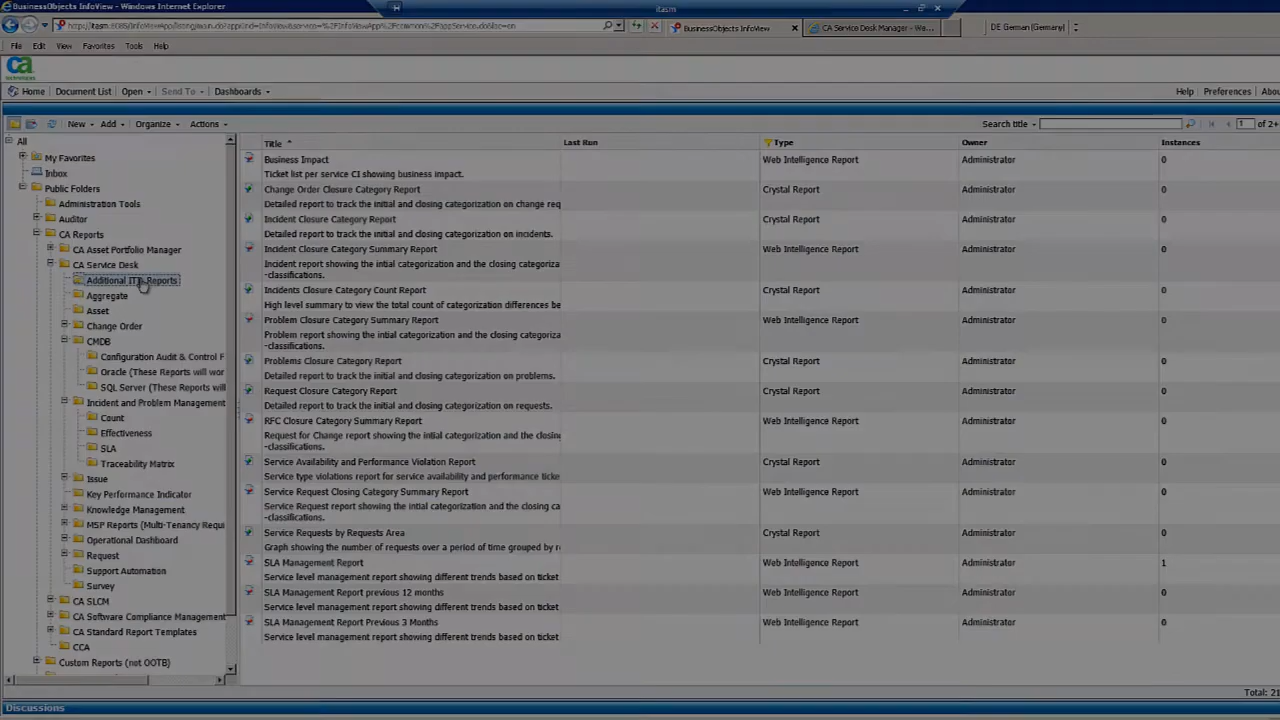 BusinessObjects InfoView - Windows Internet Explorer
itasm
BusinessObjects InfoView
CA Service Desk Manager - We...
DE German (Germany)
File Edit View Favorites Tools Help
ca
technologies
Home Document List Open Send To Dashboards
Help Preferences Abou
New Add Organize Actions
Search title 1 of 2+
All
My Favorites
Inbox
Public Folders
Administration Tools
Auditor
CA Reports
CA Asset Portfolio Manager
CA Service Desk
Additional Reports
Aggregate
Asset
Change Order
CMDB
Configuration Audit & Control F
Oracle (These Reports will wor
SQL Server (These Reports will
Incident and Problem Management
Count
Effectiveness
SLA
Traceability Matrix
Issue
Key Performance Indicator
Knowledge Management
MSP Reports (Multi-Tenancy Requi
Operational Dashboard
Request
Support Automation
Survey
CA SLCM
CA Software Compliance Management
CA Standard Report Templates
CCA
Custom Reports (not OOTB)
Title Last Run Type Owner Instances
Business Impact Web Intelligence Report Administrator 0
Ticket list per service CI showing business impact.
Change Order Closure Category Report Crystal Report Administrator 0
Detailed report to track the initial and closing categorization on change req
Incident Closure Category Report Crystal Report Administrator 0
Detailed report to track the initial and closing categorization on incidents.
Incident Closure Category Summary Report Web Intelligence Report Administrator 0
Incident report showing the intial categorization and the closing categoriza
-classifications.
Incidents Closure Category Count Report Crystal Report Administrator 0
High level summary to view the total count of categorization differences be
Problem Closure Category Summary Report Web Intelligence Report Administrator 0
Problem report showing the intial categorization and the closing categoriza
-classifications.
Problems Closure Category Report Crystal Report Administrator 0
Detailed report to track the initial and closing categorization on problems.
Request Closure Category Report Crystal Report Administrator 0
Detailed report to track the initial and closing categorization on requests.
RFC Closure Category Summary Report Web Intelligence Report Administrator 0
Request for Change report showing the intial categorization and the closing
-classifications.
Service Availability and Performance Violation Report Crystal Report Administrator 0
Service type violations report for service availability and performance ticke
Service Request Closing Category Summary Report Web Intelligence Report Administrator 0
Service Request report showing the intial categorization and the closing categoriza
-classifications.
Service Requests by Requests Area Crystal Report Administrator 0
Graph showing the number of requests over a period of time grouped by re
SLA Management Report Web Intelligence Report Administrator 1
Service level management report showing different trends based on ticket
SLA Management Report previous 12 months Web Intelligence Report Administrator 0
Service level management report showing different trends based on ticket
SLA Management Report Previous 3 Months Web Intelligence Report Administrator 0
Service level management report showing different trends based on ticket
Total: 21
Discussions